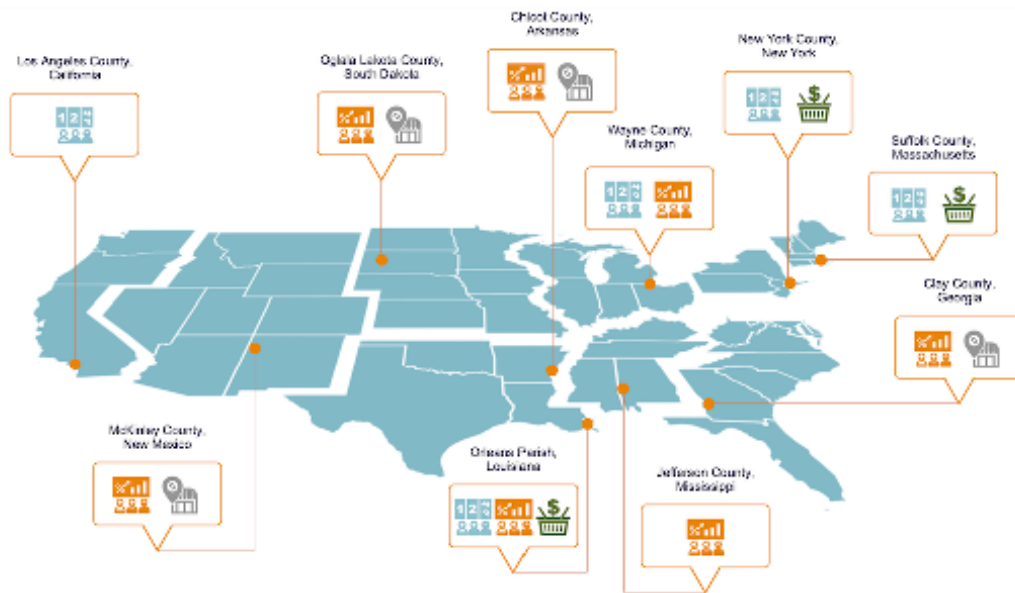 Los Angeles County,
California
Oglala Lakota County,
South Dakota
Chicot County,
Arkansas
New York County,
New York
Wayne County,
Michigan
Suffolk County,
Massachusetts
Clay County,
Georgia
McKinley County,
New Mexico
Orleans Parish,
Louisiana
Jefferson County,
Mississippi